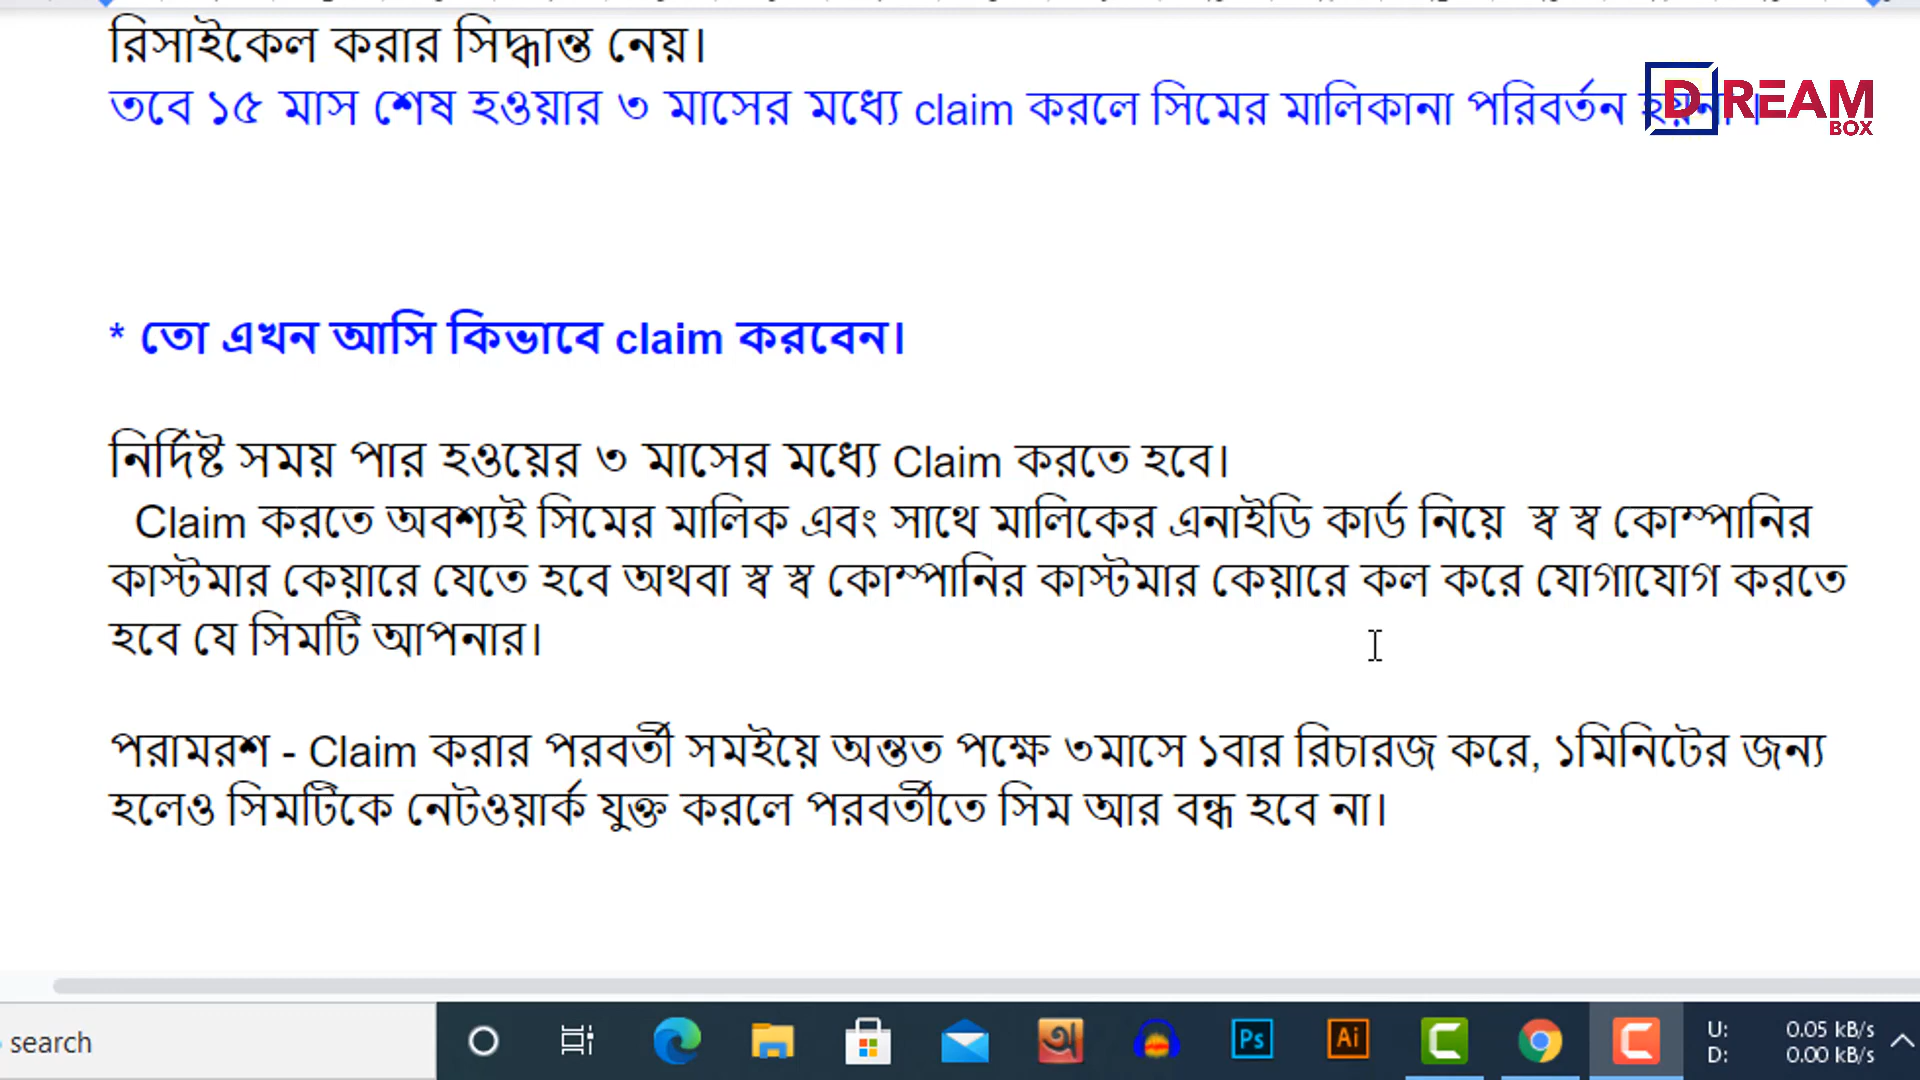 রিসাইকেল করার সিদ্ধান্ত নেয়।
তবে ১৫ মাস শেষ হওয়ার ৩ মাসের মধ্যে claim করলে সিমের মালিকানা পরিবর্তন হয়না ।
DREAM
BOX
* তো এখন আসি কিভাবে claim করবেন।
নির্দিষ্ট সময় পার হওয়ের ৩ মাসের মধ্যে Claim করতে হবে।
Claim করতে অবশ্যই সিমের মালিক এবং সাথে মালিকের এনাইডি কার্ড নিয়ে স্ব স্ব কোম্পানির
কাস্টমার কেয়ারে যেতে হবে অথবা স্ব স্ব কোম্পানির কাস্টমার কেয়ারে কল করে যোগাযোগ করতে
হবে যে সিমটি আপনার।
পরামরশ - Claim করার পরবর্তী সমইয়ে অন্তত পক্ষে ৩মাসে ১বার রিচারজ করে, ১মিনিটের জন্য
হলেও সিমটিকে নেটওয়ার্ক যুক্ত করলে পরবর্তীতে সিম আর বন্ধ হবে না।
search
অ
Ps
Ai
U: 0.05 kB/s
D: 0.00 kB/s